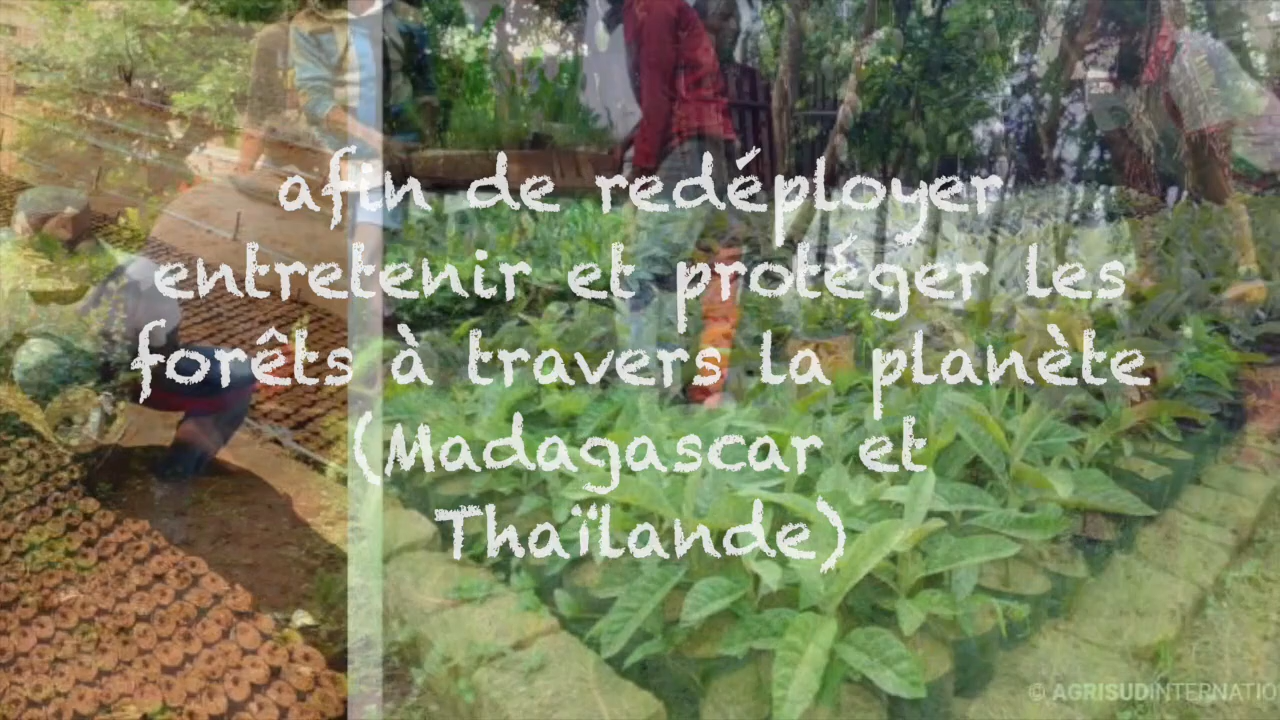 afin de redéployer
entretenir et protéger les
forêts à travers la planète
(Madagascar et
Thaïlande)
© AGRISUDINTERNATIO